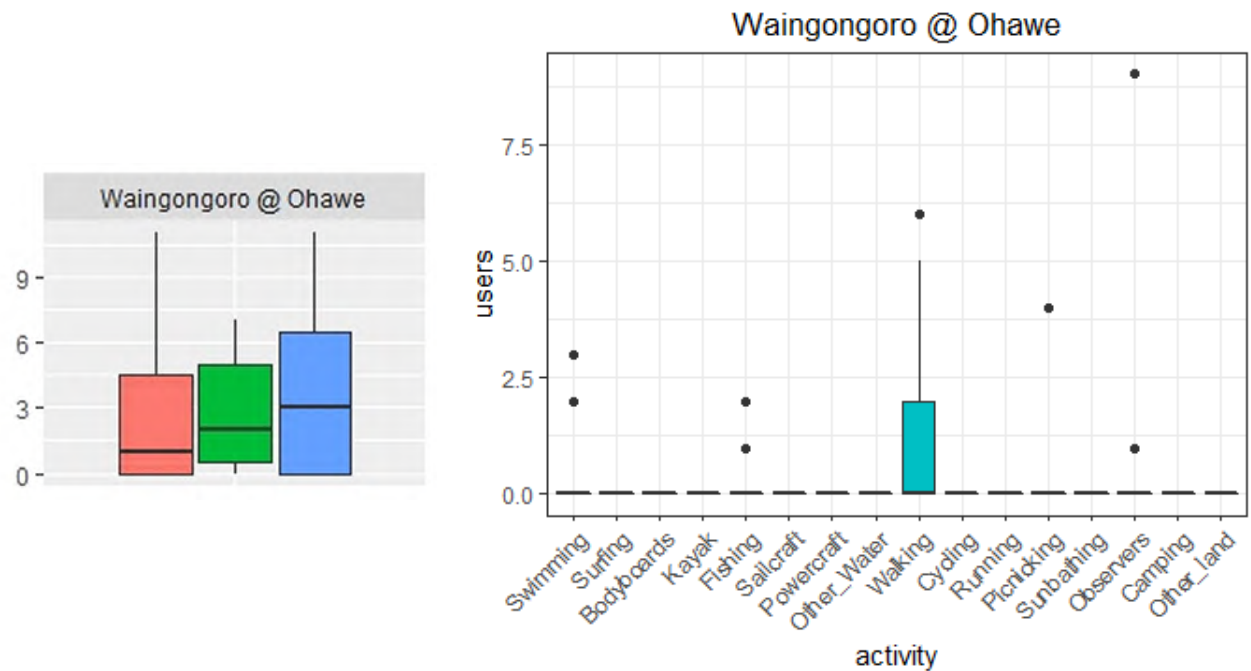 Waingongoro @ Ohawe
9
6
3
0
Waingongoro @ Ohawe
users
7.5
5.0
2.5
0.0
Swimming
Surfing
Bodyboards
Kayak
Fishing
Sailcraft
Powercraft
Other_Water
Walking
Cycling
Running
Picnicking
Sunbathing
Observers
Camping
Other_land
activity